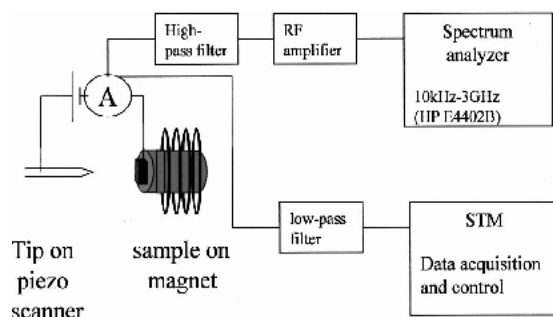 High-
pass filter
RF
amplifier
Spectrum
analyzer
10kHz-3GHz
(HP E4402B)
A
low-pass
filter
STM
Data acquisition
and control
Tip on
piezo
scanner
sample on
magnet